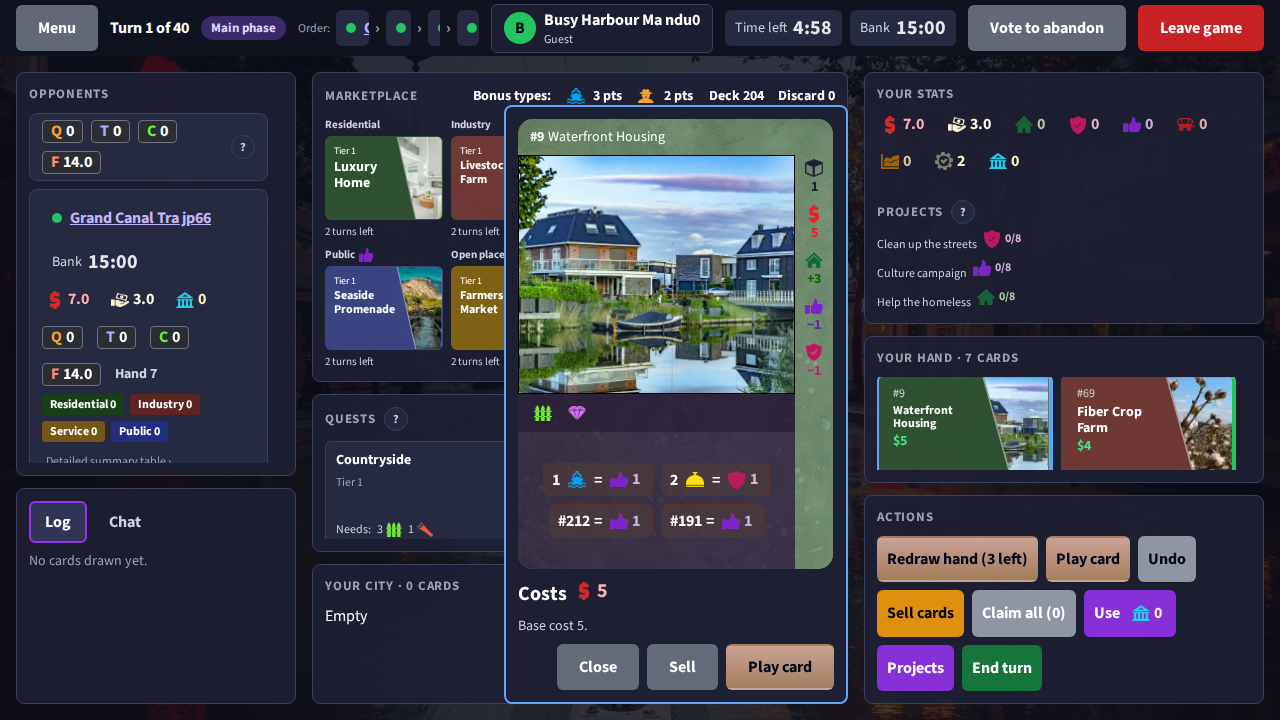 Menu
Turn 1 of 40
Main phase
Order:
›
›
›
B
Busy Harbour Ma ndu0
Guest
Time left 4:58
Bank 15:00
Vote to abandon
Leave game
OPPONENTS
Q 0
T 0
C 0
?
F 14.0
Grand Canal Tra jp66
Bank 15:00
$ 7.0
3.0
0
Q 0
T 0
C 0
F 14.0
Hand 7
Residential 0
Industry 0
Service 0
Public 0
Detailed summary table ›
Log
Chat
No cards drawn yet.
MARKETPLACE
Bonus types:
3 pts
2 pts
Deck 204
Discard 0
Residential
Industry
Tier 1
Luxury
Home
2 turns left
Tier 1
Livestoc
Farm
2 turns left
Public
Open place
Tier 1
Seaside
Promenade
2 turns left
Tier 1
Farmers
Market
2 turns left
QUESTS
?
Countryside
Tier 1
Needs: 3 1
YOUR CITY · 0 CARDS
Empty
#9 Waterfront Housing
1
$
5
+3
−1
−1
1 = 1
2 = 1
#212 = 1
#191 = 1
Costs $ 5
Base cost 5.
Close
Sell
Play card
YOUR STATS
$ 7.0
3.0
0
0
0
0
0
2
0
PROJECTS
?
Clean up the streets 0/8
Culture campaign 0/8
Help the homeless 0/8
YOUR HAND · 7 CARDS
#9
Waterfront
Housing
$5
#69
Fiber Crop
Farm
$4
ACTIONS
Redraw hand (3 left)
Play card
Undo
Sell cards
Claim all (0)
Use 0
Projects
End turn